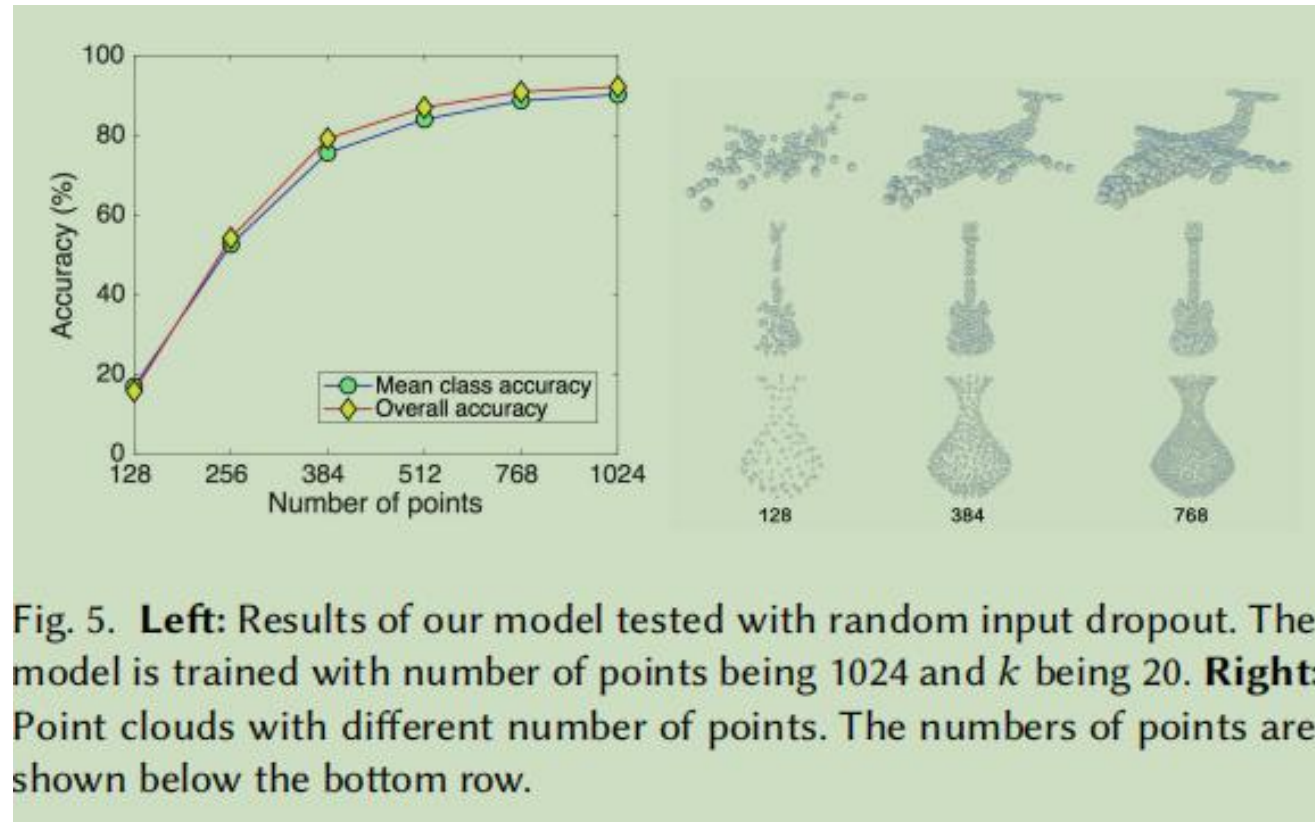 100
80
60
40
20
0
Accuracy (%)
Mean class accuracy
Overall accuracy
128 256 384 512 768 1024
Number of points
128 384 768
Fig. 5. Left: Results of our model tested with random input dropout. The
model is trained with number of points being 1024 and k being 20. Right:
Point clouds with different number of points. The numbers of points are
shown below the bottom row.